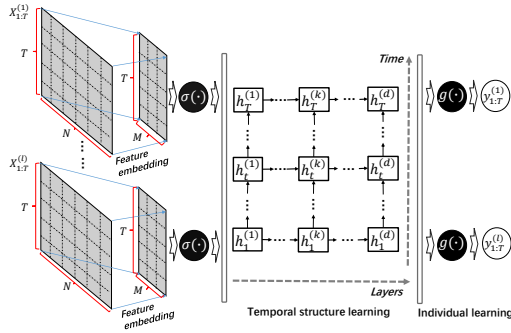 X_{1:T}^{(1)}
T
T
N
M
Feature embedding
σ(·)
X_{1:T}^{(l)}
T
T
N
M
Feature embedding
σ(·)
Time
h_T^{(1)} ... h_T^{(k)} ... h_T^{(d)}
h_t^{(1)} ... h_t^{(k)} ... h_t^{(d)}
h_1^{(1)} ... h_1^{(k)} ... h_1^{(d)}
Layers
g(·)
y_{1:T}^{(1)}
g(·)
y_{1:T}^{(l)}
Temporal structure learning
Individual learning